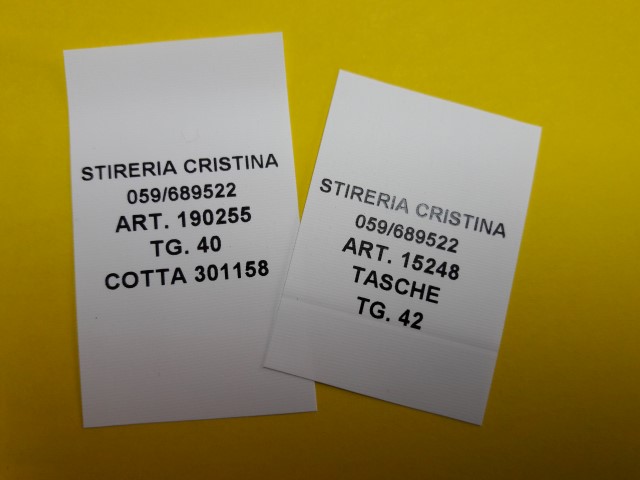 STIRERIA CRISTINA
059/689522
ART. 190255
TG. 40
COTTA 301158
STIRERIA CRISTINA
059/689522
ART. 15248
TASCHE
TG. 42